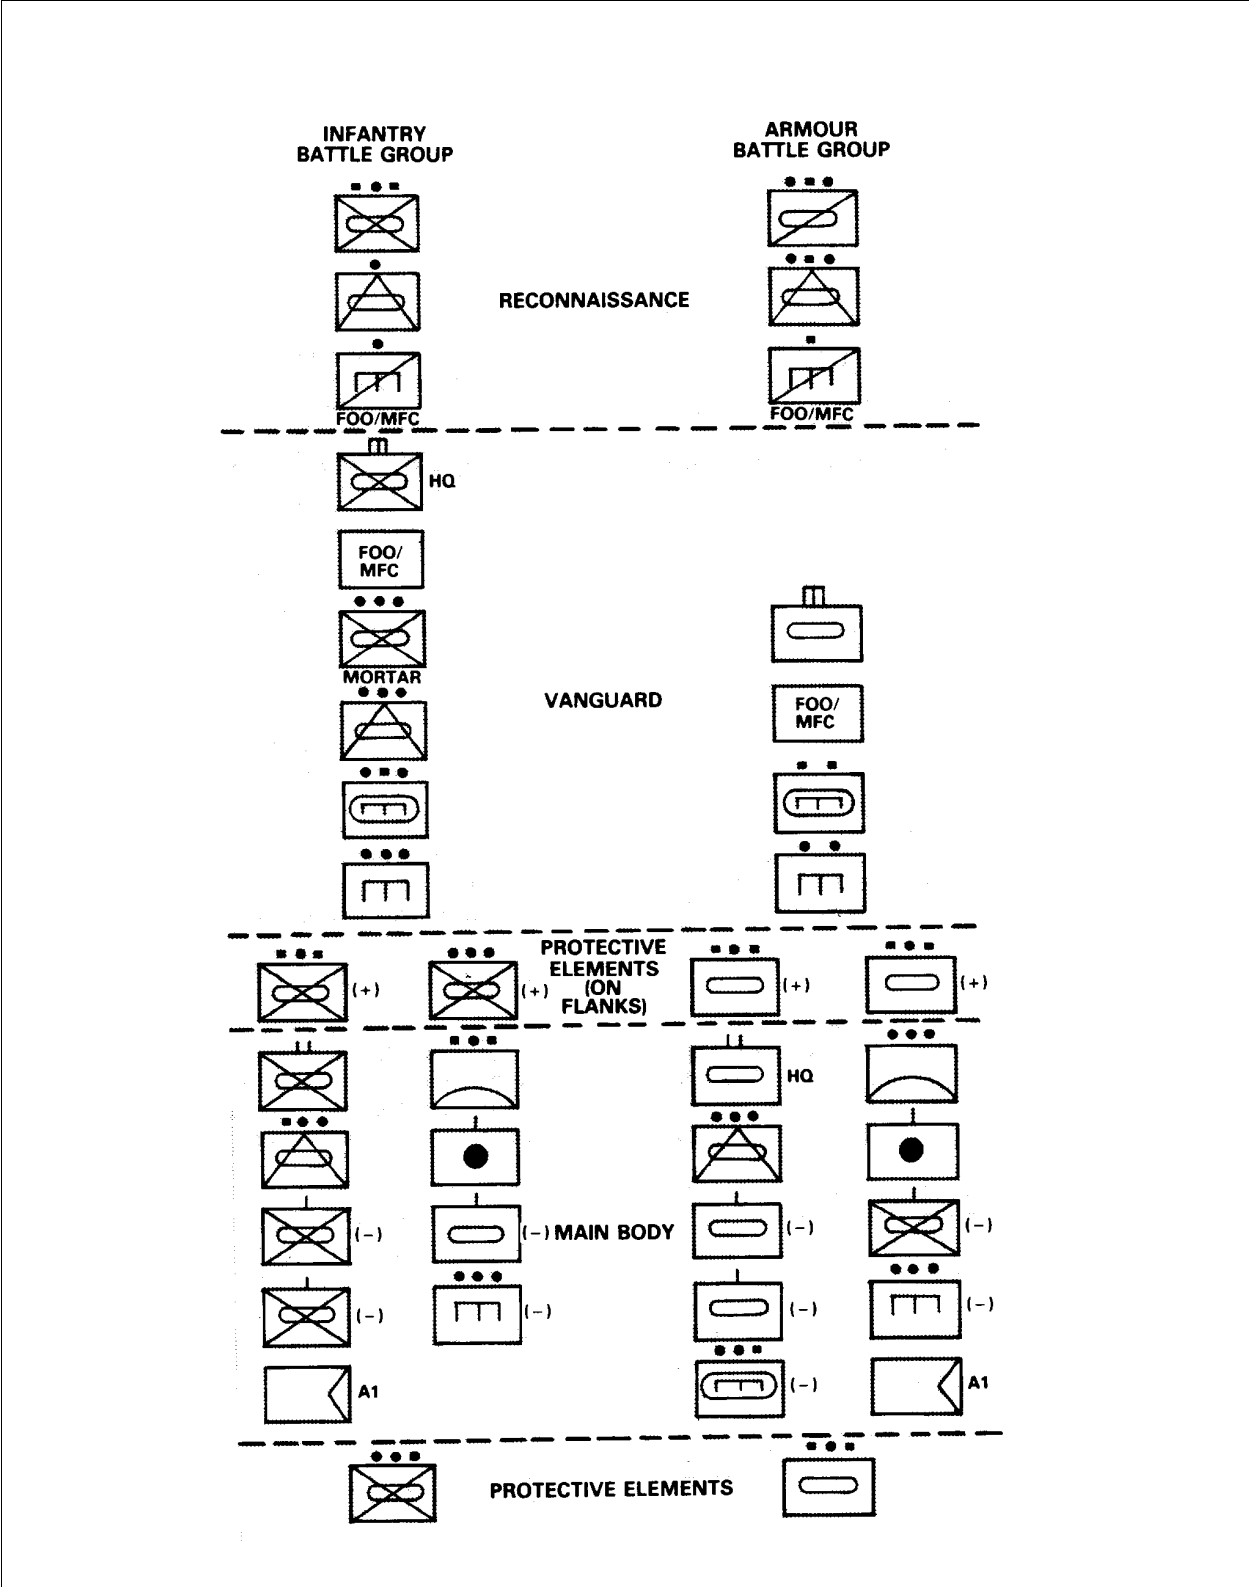 INFANTRY
BATTLE GROUP
ARMOUR
BATTLE GROUP
RECONNAISSANCE
FOO/MFC
FOO/MFC
HQ
FOO/
MFC
MORTAR
VANGUARD
FOO/
MFC
PROTECTIVE
ELEMENTS
(ON
FLANKS)
(+)
(+)
(+)
(+)
HQ
(-)
(-) MAIN BODY
(-)
(-)
(-)
(-)
(-)
(-)
A1
(-)
A1
PROTECTIVE ELEMENTS